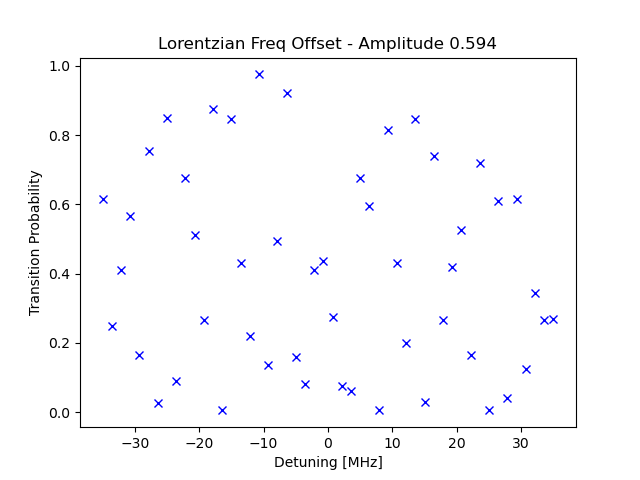 Lorentzian Freq Offset - Amplitude 0.594
1.0
0.8
0.6
0.4
0.2
0.0
Transition Probability
−30 −20 −10 0 10 20 30
Detuning [MHz]